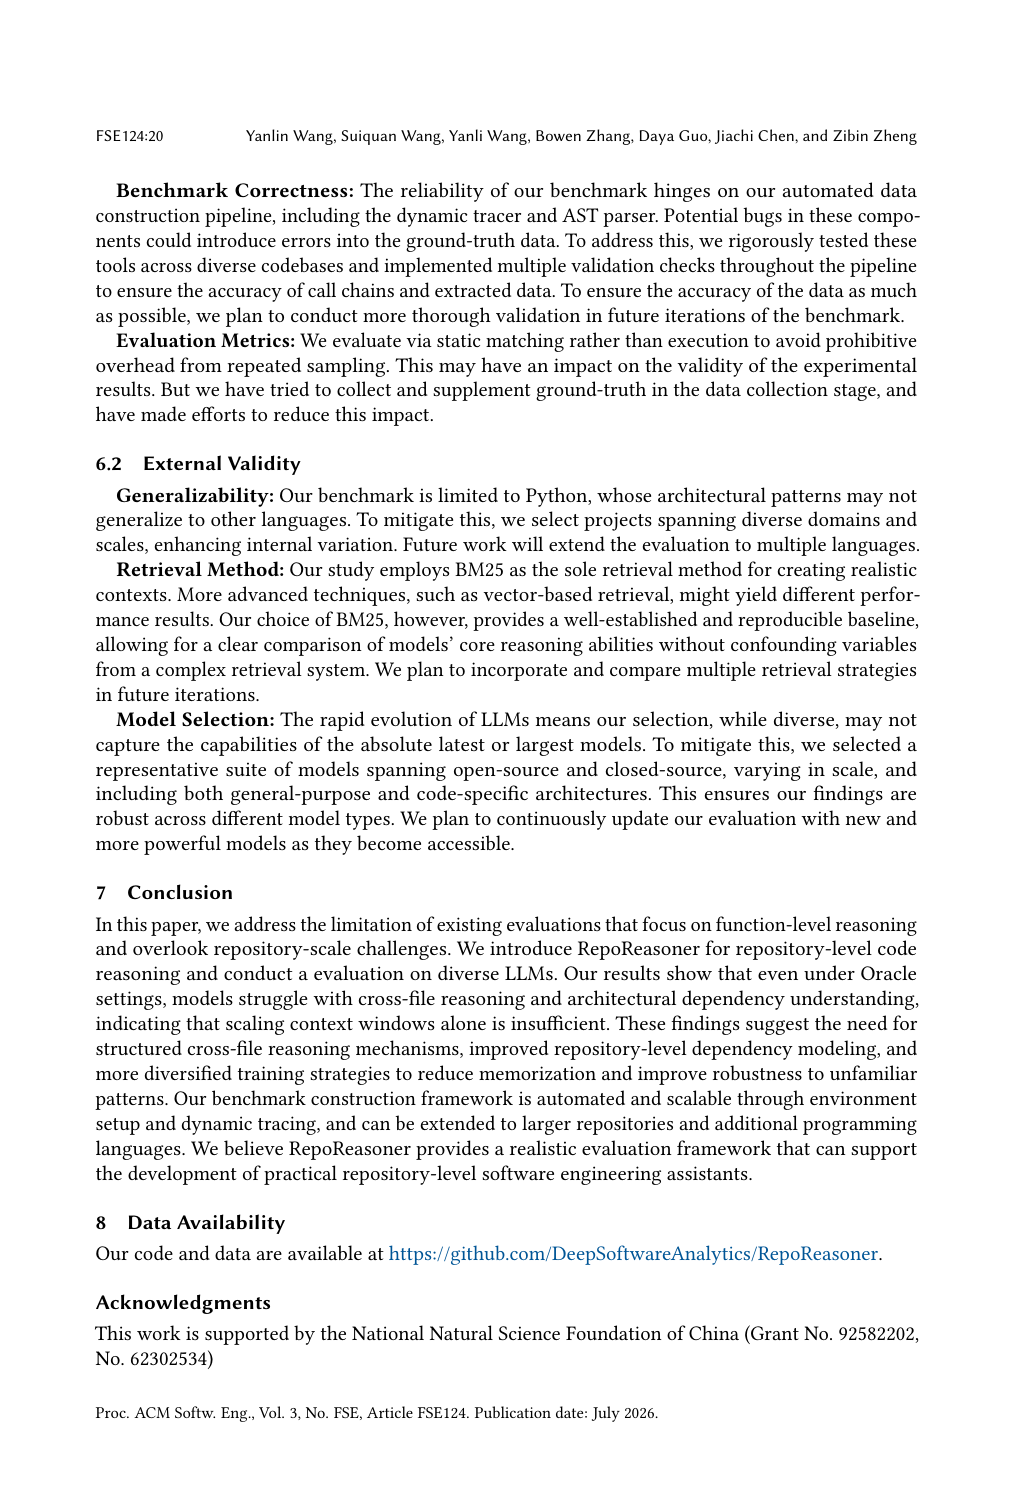 FSE124:20 Yanlin Wang, Suiquan Wang, Yanli Wang, Bowen Zhang, Daya Guo, Jiachi Chen, and Zibin Zheng
Benchmark Correctness: The reliability of our benchmark hinges on our automated data
construction pipeline, including the dynamic tracer and AST parser. Potential bugs in these compo-
nents could introduce errors into the ground-truth data. To address this, we rigorously tested these
tools across diverse codebases and implemented multiple validation checks throughout the pipeline
to ensure the accuracy of call chains and extracted data. To ensure the accuracy of the data as much
as possible, we plan to conduct more thorough validation in future iterations of the benchmark.
Evaluation Metrics: We evaluate via static matching rather than execution to avoid prohibitive
overhead from repeated sampling. This may have an impact on the validity of the experimental
results. But we have tried to collect and supplement ground-truth in the data collection stage, and
have made efforts to reduce this impact.
6.2 External Validity
Generalizability: Our benchmark is limited to Python, whose architectural patterns may not
generalize to other languages. To mitigate this, we select projects spanning diverse domains and
scales, enhancing internal variation. Future work will extend the evaluation to multiple languages.
Retrieval Method: Our study employs BM25 as the sole retrieval method for creating realistic
contexts. More advanced techniques, such as vector-based retrieval, might yield different perfor-
mance results. Our choice of BM25, however, provides a well-established and reproducible baseline,
allowing for a clear comparison of models' core reasoning abilities without confounding variables
from a complex retrieval system. We plan to incorporate and compare multiple retrieval strategies
in future iterations.
Model Selection: The rapid evolution of LLMs means our selection, while diverse, may not
capture the capabilities of the absolute latest or largest models. To mitigate this, we selected a
representative suite of models spanning open-source and closed-source, varying in scale, and
including both general-purpose and code-specific architectures. This ensures our findings are
robust across different model types. We plan to continuously update our evaluation with new and
more powerful models as they become accessible.
7 Conclusion
In this paper, we address the limitation of existing evaluations that focus on function-level reasoning
and overlook repository-scale challenges. We introduce RepoReasoner for repository-level code
reasoning and conduct a evaluation on diverse LLMs. Our results show that even under Oracle
settings, models struggle with cross-file reasoning and architectural dependency understanding,
indicating that scaling context windows alone is insufficient. These findings suggest the need for
structured cross-file reasoning mechanisms, improved repository-level dependency modeling, and
more diversified training strategies to reduce memorization and improve robustness to unfamiliar
patterns. Our benchmark construction framework is automated and scalable through environment
setup and dynamic tracing, and can be extended to larger repositories and additional programming
languages. We believe RepoReasoner provides a realistic evaluation framework that can support
the development of practical repository-level software engineering assistants.
8 Data Availability
Our code and data are available at https://github.com/DeepSoftwareAnalytics/RepoReasoner.
Acknowledgments
This work is supported by the National Natural Science Foundation of China (Grant No. 92582202,
No. 62302534)
Proc. ACM Softw. Eng., Vol. 3, No. FSE, Article FSE124. Publication date: July 2026.